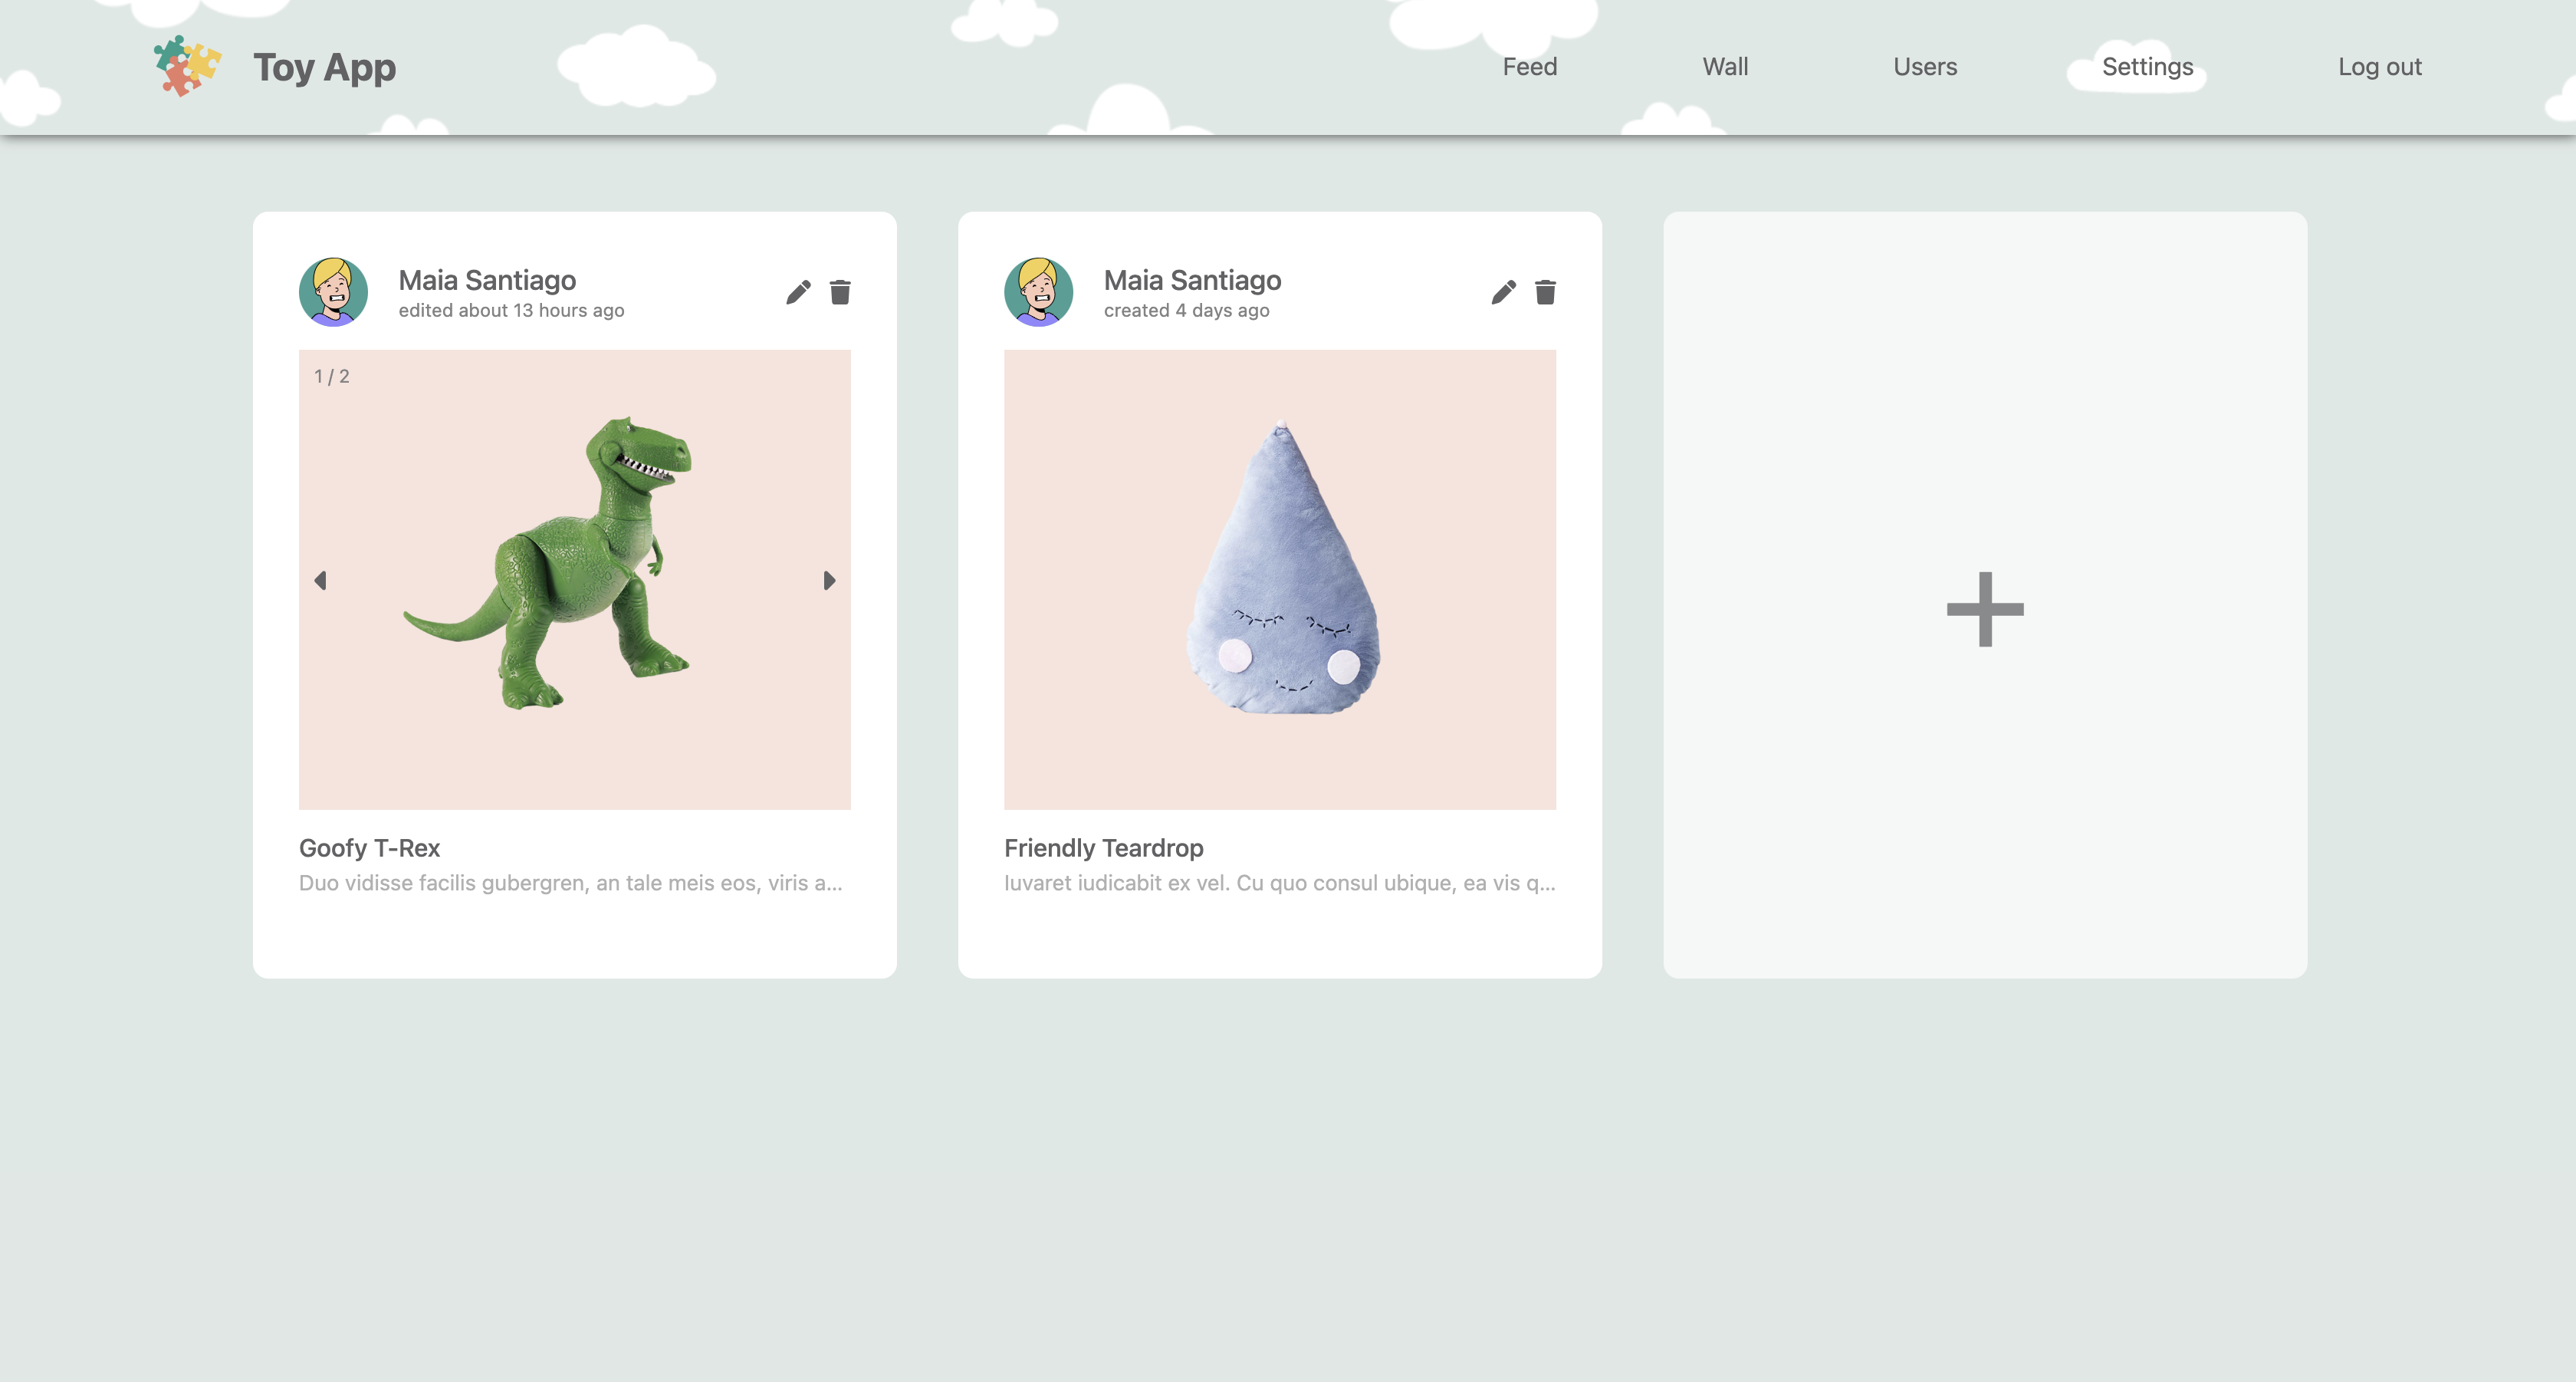 Toy App
Feed
Wall
Users
Settings
Log out
Maia Santiago
edited about 13 hours ago
1 / 2
Goofy T-Rex
Duo vidisse facilis gubergren, an tale meis eos, viris a...
Maia Santiago
created 4 days ago
Friendly Teardrop
Iuvaret iudicabit ex vel. Cu quo consul ubique, ea vis q...